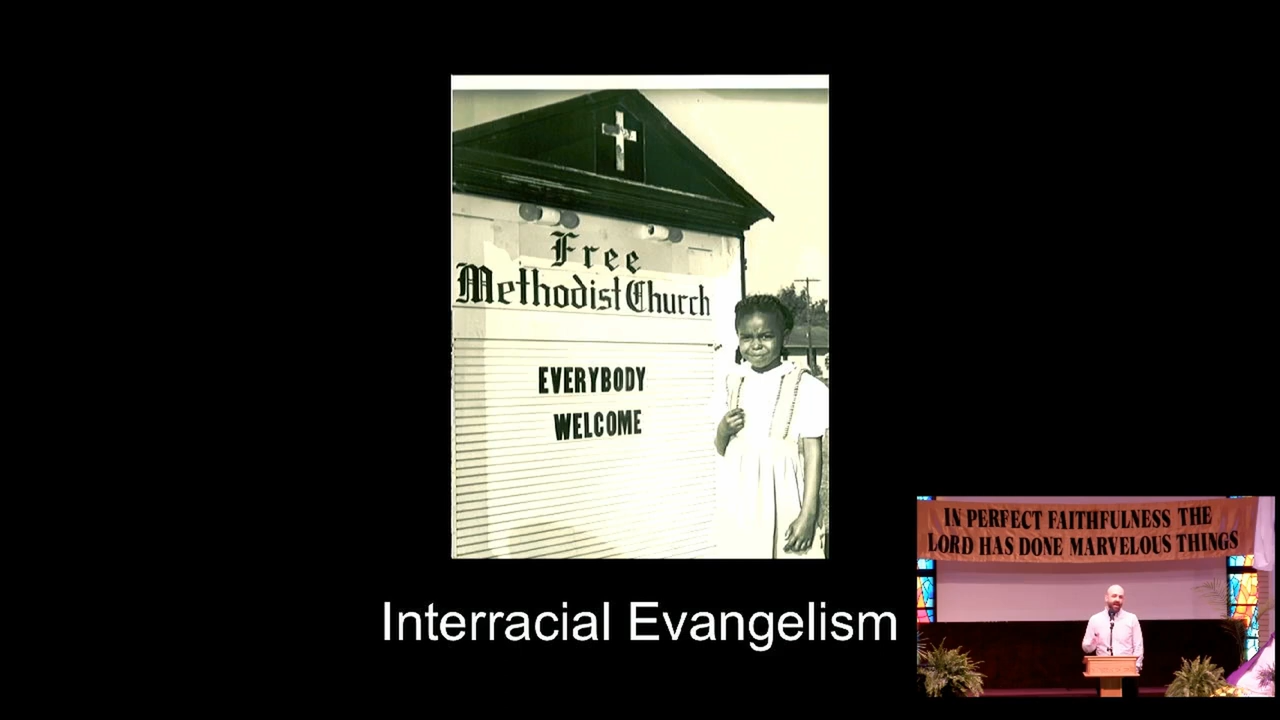 Free
Methodist Church
EVERYBODY
WELCOME
Interracial Evangelism
IN PERFECT FAITHFULNESS THE
LORD HAS DONE MARVELOUS THINGS